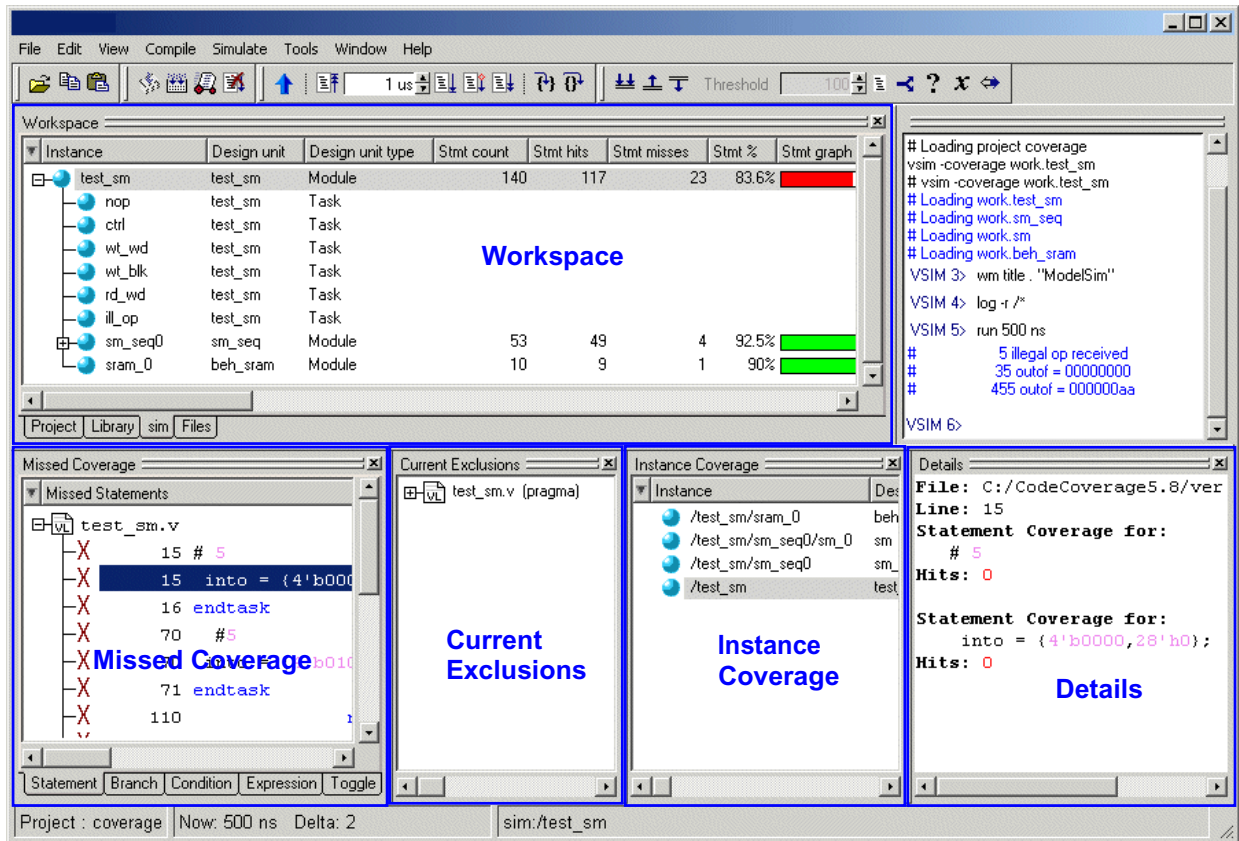 File Edit View Compile Simulate Tools Window Help
1 us Threshold 100
Workspace
Instance Design unit Design unit type Stmt count Stmt hits Stmt misses Stmt % Stmt graph
test_sm test_sm Module 140 117 23 83.6%
nop test_sm Task
ctrl test_sm Task
wt_wd test_sm Task
wt_blk test_sm Task
rd_wd test_sm Task
ill_op test_sm Task
sm_seq0 sm_seq Module 53 49 4 92.5%
sram_0 beh_sram Module 10 9 1 90%
Workspace
Project Library sim Files
# Loading project coverage
vsim -coverage work.test_sm
# vsim -coverage work.test_sm
# Loading work.test_sm
# Loading work.sm_seq
# Loading work.sm
# Loading work.beh_sram
VSIM 3> wm title . "ModelSim"
VSIM 4> log -r /*
VSIM 5> run 500 ns
# 5 illegal op received
# 35 outof = 00000000
# 455 outof = 000000aa
VSIM 6>
Missed Coverage
Missed Statements
test_sm.v
15 # 5
15 into = {4'b000
16 endtask
70 #5
71 endtask
110
Missed Coverage
Statement Branch Condition Expression Toggle
Current Exclusions
test_sm.v (pragma)
Current
Exclusions
Instance Coverage
Instance Des
/test_sm/sram_0 beh
/test_sm/sm_seq0/sm_0 sm
/test_sm/sm_seq0 sm_
/test_sm test_
Instance
Coverage
Details
File: C:/CodeCoverage5.8/ver
Line: 15
Statement Coverage for:
# 5
Hits: 0
Statement Coverage for:
into = {4'b0000,28'h0};
Hits: 0
Details
Project : coverage Now: 500 ns Delta: 2 sim:/test_sm